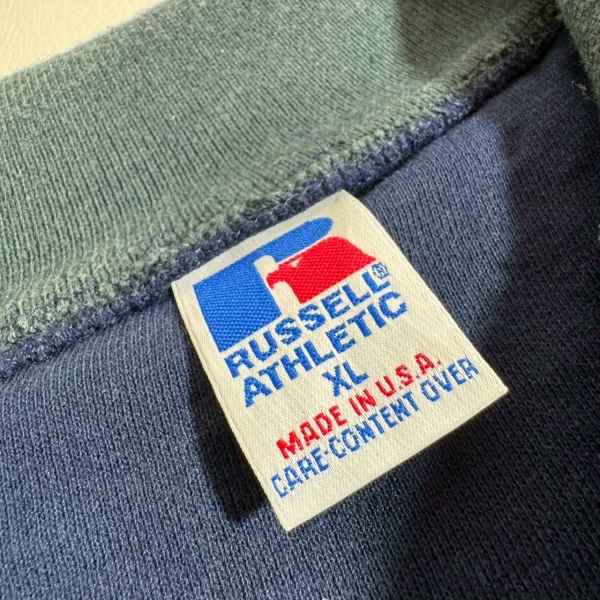 RUSSELL®
ATHLETIC
XL
MADE IN U.S.A.
CARE-CONTENT OVER